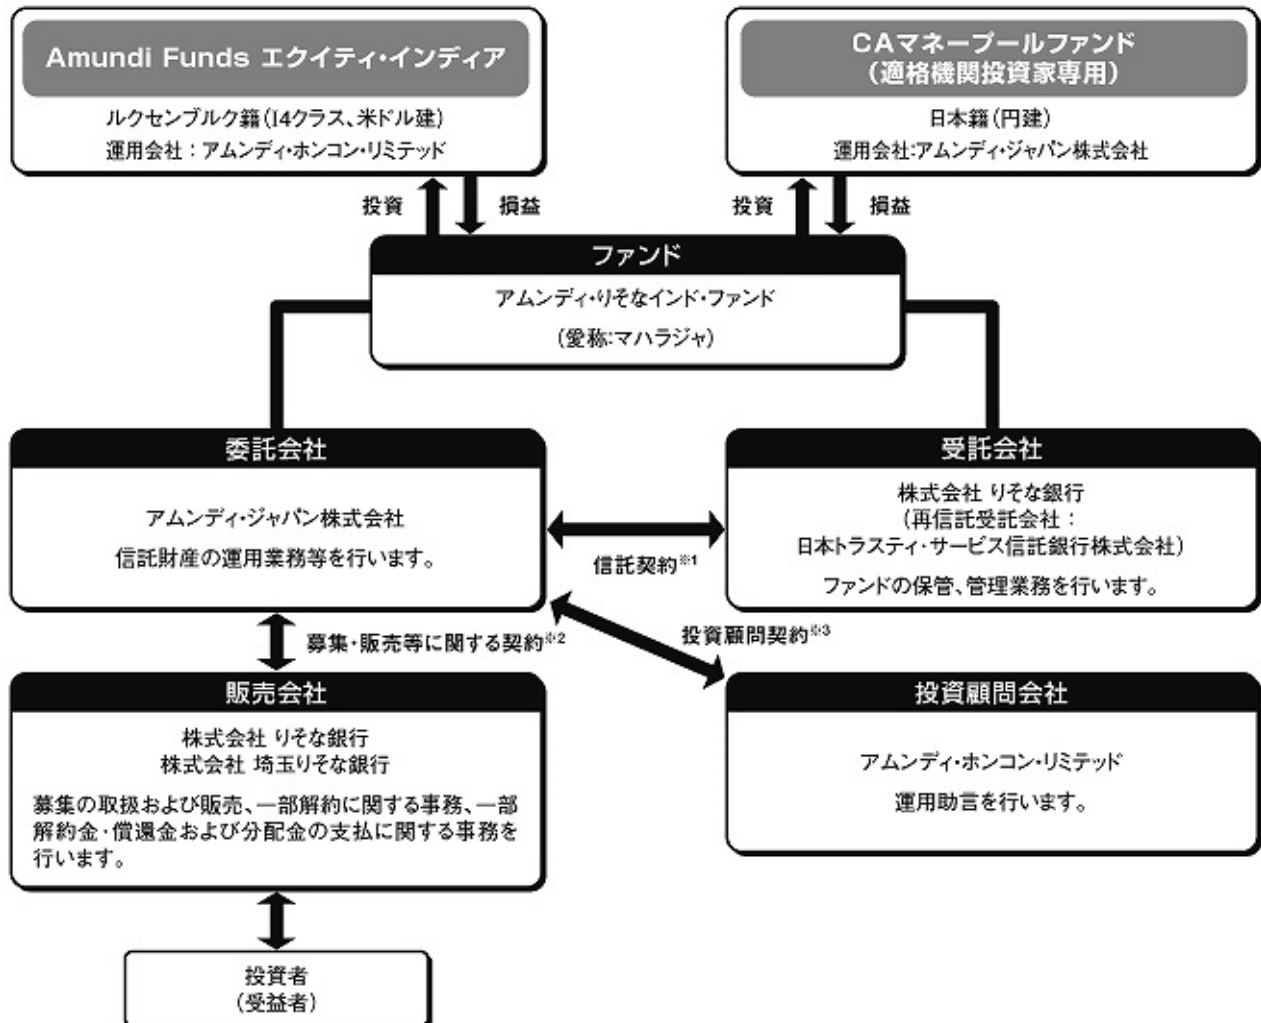 Amundi Funds エクイティ・インディア
ルクセンブルク籍(I4クラス、米ドル建)
運用会社：アムンディ・ホンコン・リミテッド
CAマネープールファンド
(適格機関投資家専用)
日本籍(円建)
運用会社:アムンディ・ジャパン株式会社
投資
損益
投資
損益
ファンド
アムンディ・りそなインド・ファンド
(愛称:マハラジャ)
委託会社
アムンディ・ジャパン株式会社
信託財産の運用業務等を行います。
信託契約※1
受託会社
株式会社 りそな銀行
(再信託受託会社：
日本トラスティ・サービス信託銀行株式会社)
ファンドの保管、管理業務を行います。
募集・販売等に関する契約※2
投資顧問契約※3
販売会社
株式会社 りそな銀行
株式会社 埼玉りそな銀行
募集の取扱および販売、一部解約に関する事務、一部
解約金・償還金および分配金の支払に関する事務を
行います。
投資顧問会社
アムンディ・ホンコン・リミテッド
運用助言を行います。
投資者
(受益者)